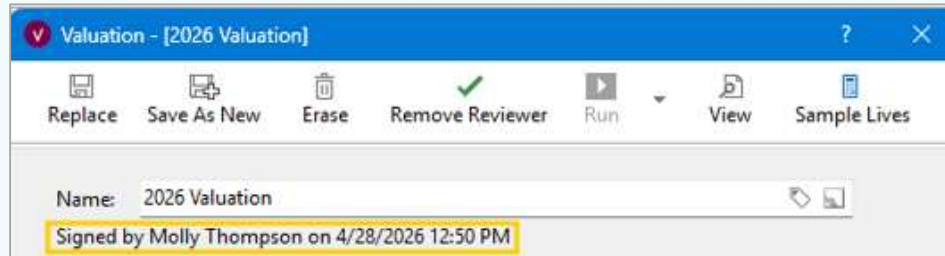 V Valuation - [2026 Valuation] ?
Replace Save As New Erase Remove Reviewer Run View Sample Lives
Name: 2026 Valuation
Signed by Molly Thompson on 4/28/2026 12:50 PM